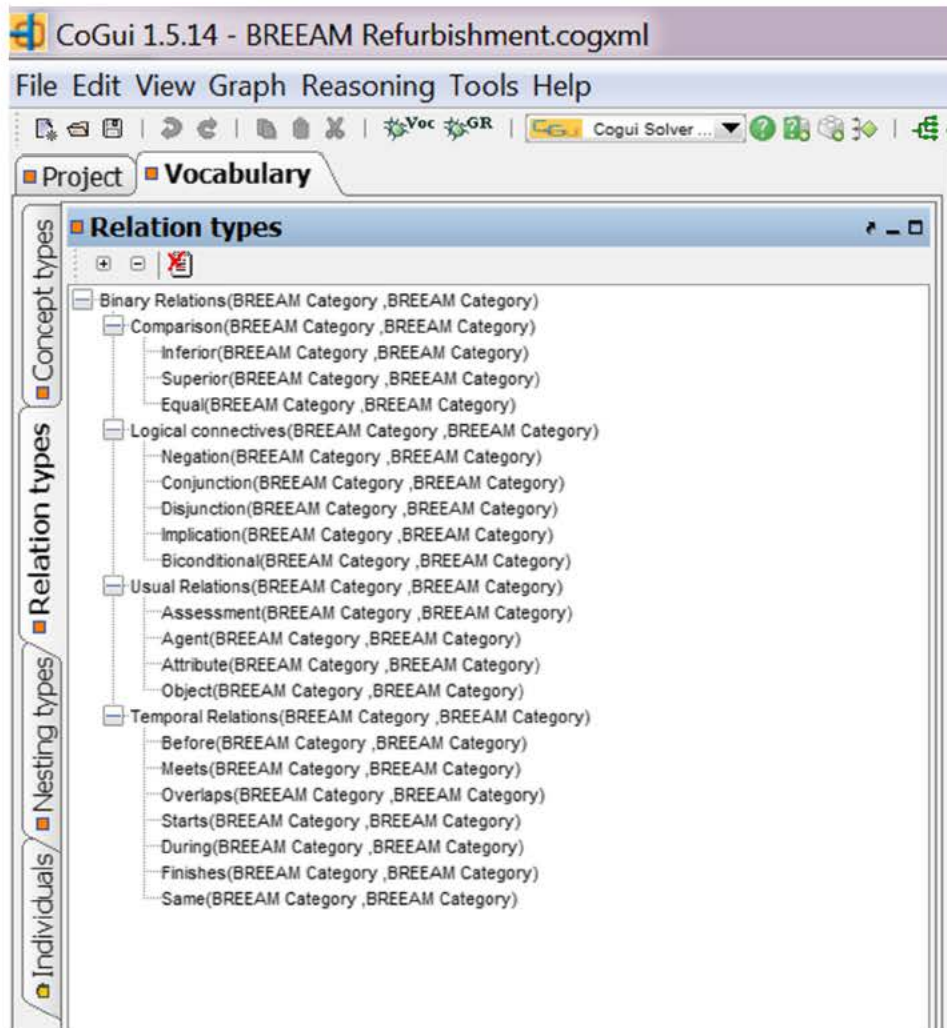 CoGui 1.5.14 - BREEAM Refurbishment.cogxml
File Edit View Graph Reasoning Tools Help
Voc GR CGui Cogui Solver ...
Project Vocabulary
Concept types
Relation types
Nesting types
Individuals
Relation types
Binary Relations(BREEAM Category ,BREEAM Category)
Comparison(BREEAM Category ,BREEAM Category)
Inferior(BREEAM Category ,BREEAM Category)
Superior(BREEAM Category ,BREEAM Category)
Equal(BREEAM Category ,BREEAM Category)
Logical connectives(BREEAM Category ,BREEAM Category)
Negation(BREEAM Category ,BREEAM Category)
Conjunction(BREEAM Category ,BREEAM Category)
Disjunction(BREEAM Category ,BREEAM Category)
Implication(BREEAM Category ,BREEAM Category)
Biconditional(BREEAM Category ,BREEAM Category)
Usual Relations(BREEAM Category ,BREEAM Category)
Assessment(BREEAM Category ,BREEAM Category)
Agent(BREEAM Category ,BREEAM Category)
Attribute(BREEAM Category ,BREEAM Category)
Object(BREEAM Category ,BREEAM Category)
Temporal Relations(BREEAM Category ,BREEAM Category)
Before(BREEAM Category ,BREEAM Category)
Meets(BREEAM Category ,BREEAM Category)
Overlaps(BREEAM Category ,BREEAM Category)
Starts(BREEAM Category ,BREEAM Category)
During(BREEAM Category ,BREEAM Category)
Finishes(BREEAM Category ,BREEAM Category)
Same(BREEAM Category ,BREEAM Category)